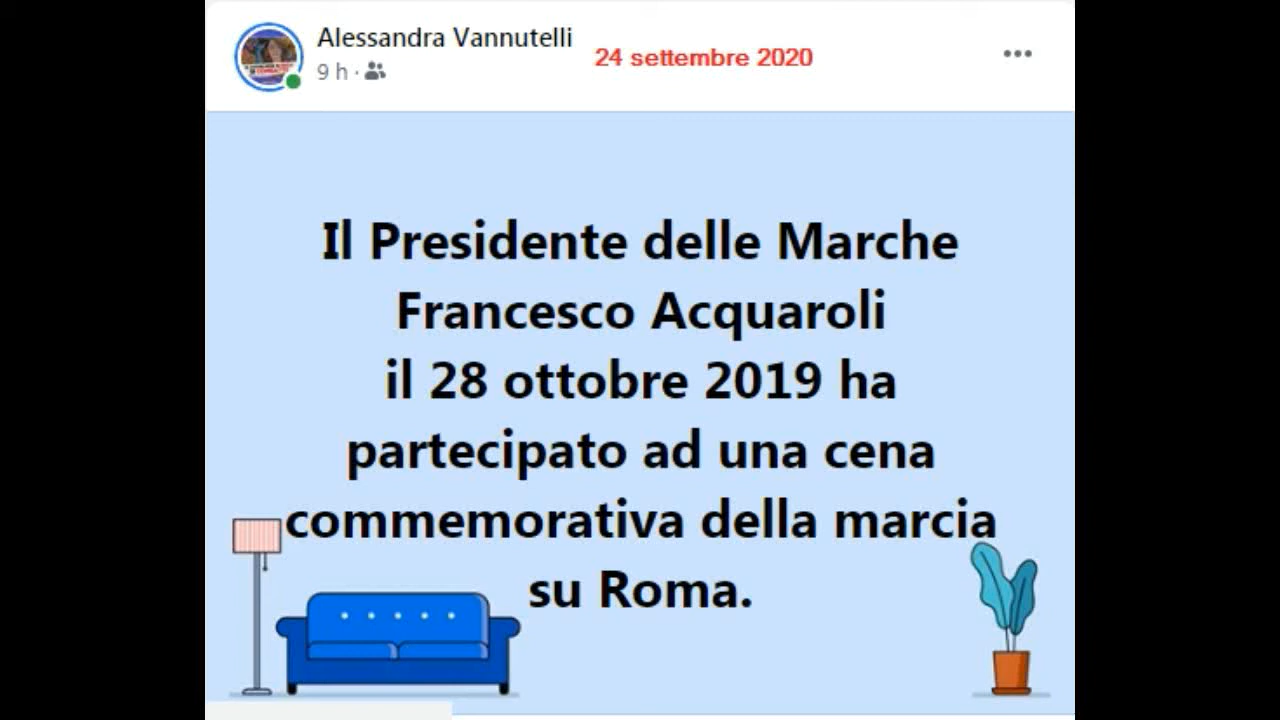 Alessandra Vannutelli
24 settembre 2020
9 h ·
Il Presidente delle Marche
Francesco Acquaroli
il 28 ottobre 2019 ha
partecipato ad una cena
commemorativa della marcia
su Roma.